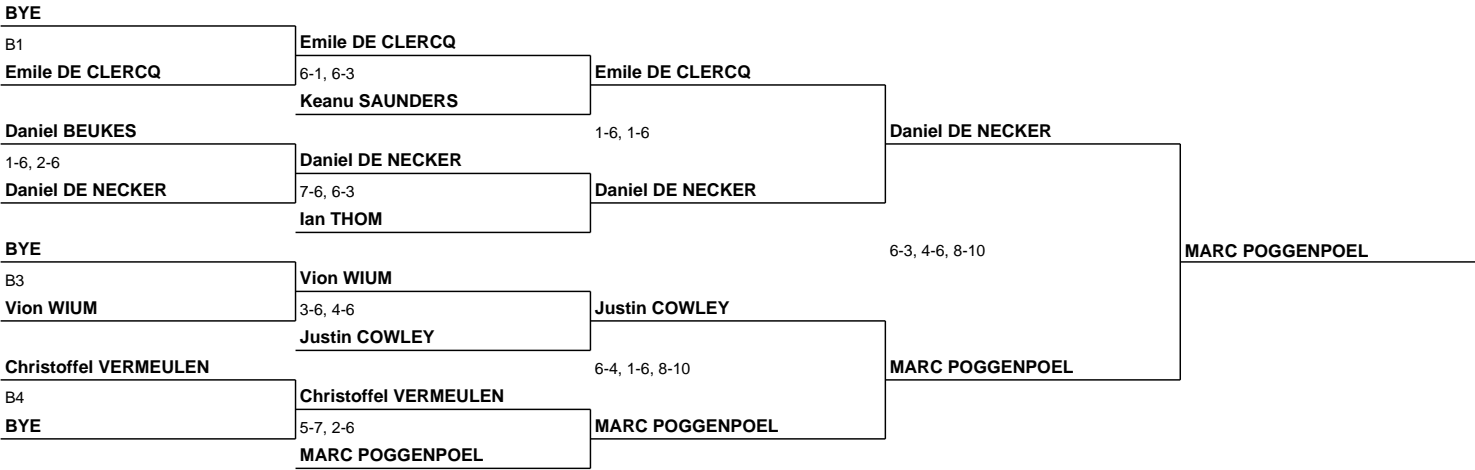 BYE
B1
Emile DE CLERCQ
Emile DE CLERCQ
6-1, 6-3
Emile DE CLERCQ
Keanu SAUNDERS
Daniel BEUKES
1-6, 1-6
Daniel DE NECKER
1-6, 2-6
Daniel DE NECKER
Daniel DE NECKER
7-6, 6-3
Daniel DE NECKER
Ian THOM
BYE
6-3, 4-6, 8-10
MARC POGGENPOEL
B3
Vion WIUM
Vion WIUM
3-6, 4-6
Justin COWLEY
Justin COWLEY
Christoffel VERMEULEN
6-4, 1-6, 8-10
MARC POGGENPOEL
B4
Christoffel VERMEULEN
BYE
5-7, 2-6
MARC POGGENPOEL
MARC POGGENPOEL